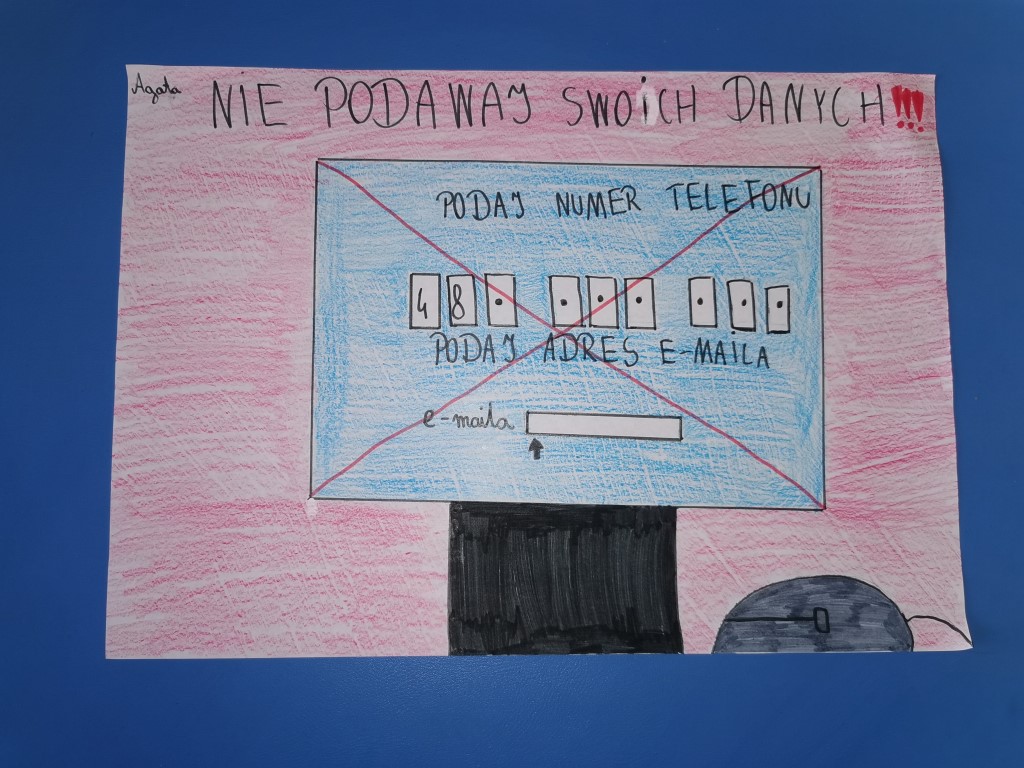 Agata
NIE PODAWAJ SWOICH DANYCH!!!
PODAJ NUMER TELEFONU
48• ••• •••
PODAJ ADRES E-MAILA
e-maila